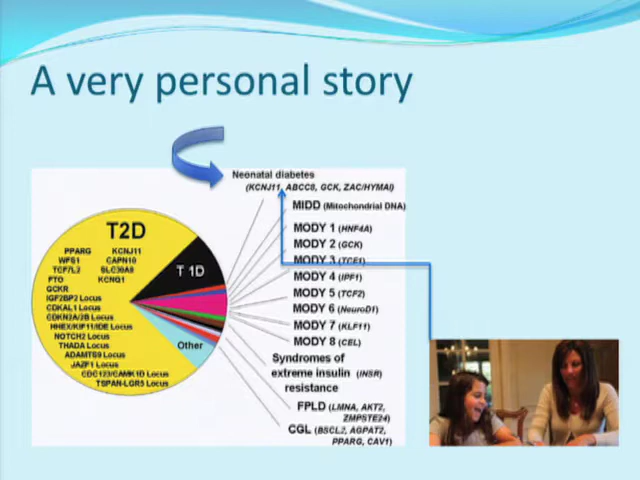 A very personal story
Neonatal diabetes
(KCNJ11, ABCC8, GCK, ZAC/HYMAI)
MIDD (Mitochondrial DNA)
MODY 1 (HNF4A)
MODY 2 (GCK)
MODY 3 (TCF1)
MODY 4 (IPF1)
MODY 5 (TCF2)
MODY 6 (NeuroD1)
MODY 7 (KLF11)
MODY 8 (CEL)
Syndromes of
extreme insulin (INSR)
resistance
FPLD (LMNA, AKT2,
ZMPSTE24)
CGL (BSCL2, AGPAT2,
PPARG, CAV1)
T2D
PPARG KCNJ11
WFS1 CAPN10
TCF7L2 SLC30A8
FTO KCNQ1
GCKR
IGF2BP2 Locus
CDKAL1 Locus
CDKN2A/2B Locus
HHEX/KIF11/IDE Locus
NOTCH2 Locus
THADA Locus
ADAMTS9 Locus
JAZF1 Locus
CDC123/CAMK1D Locus
TSPAN-LGR5 Locus
T 1D
Other